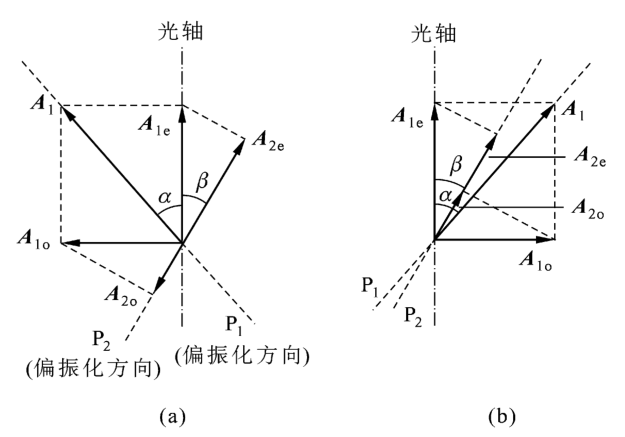 光轴
A₁
A₁ₑ
A₂ₑ
β
α
A₁ₒ
A₂ₒ
P₂
(偏振化方向)
P₁
(偏振化方向)
(a)
光轴
A₁ₑ
A₁
β
A₂ₑ
α
A₂ₒ
A₁ₒ
P₁
P₂
(b)